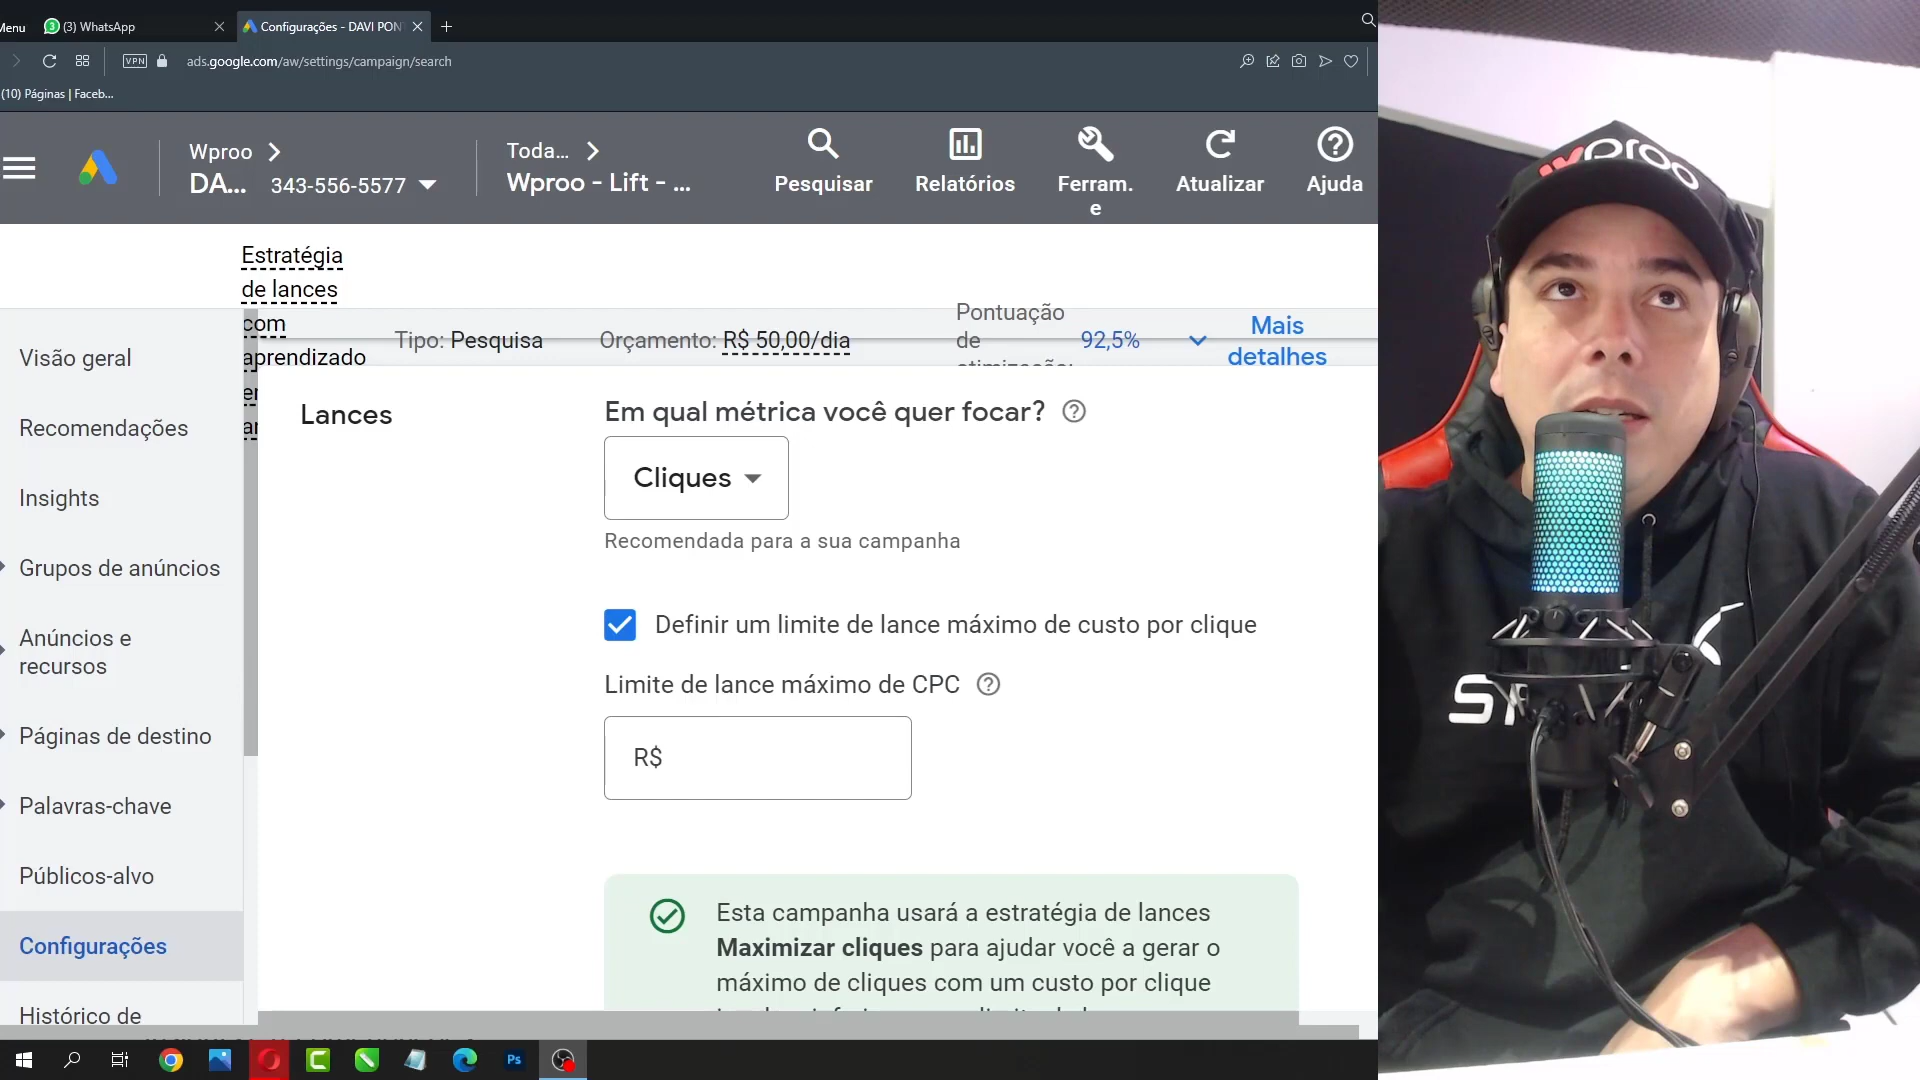 Menu
(3) WhatsApp
Configurações - DAVI PON
VPN
ads.google.com/aw/settings/campaign/search
(10) Páginas | Faceb...
Wproo
DA...
343-556-5577
Toda...
Wproo - Lift - ...
Pesquisar
Relatórios
Ferram.
e
Atualizar
Ajuda
Estratégia
de lances
com
aprendizado
Tipo: Pesquisa
Orçamento: R$ 50,00/dia
Pontuação
de
otimização:
92,5%
Mais
detalhes
Visão geral
Recomendações
Insights
Grupos de anúncios
Anúncios e
recursos
Páginas de destino
Palavras-chave
Públicos-alvo
Configurações
Histórico de
Lances
Em qual métrica você quer focar?
Cliques
Recomendada para a sua campanha
Definir um limite de lance máximo de custo por clique
Limite de lance máximo de CPC
R$
Esta campanha usará a estratégia de lances
Maximizar cliques para ajudar você a gerar o
máximo de cliques com um custo por clique
Ps
wproo